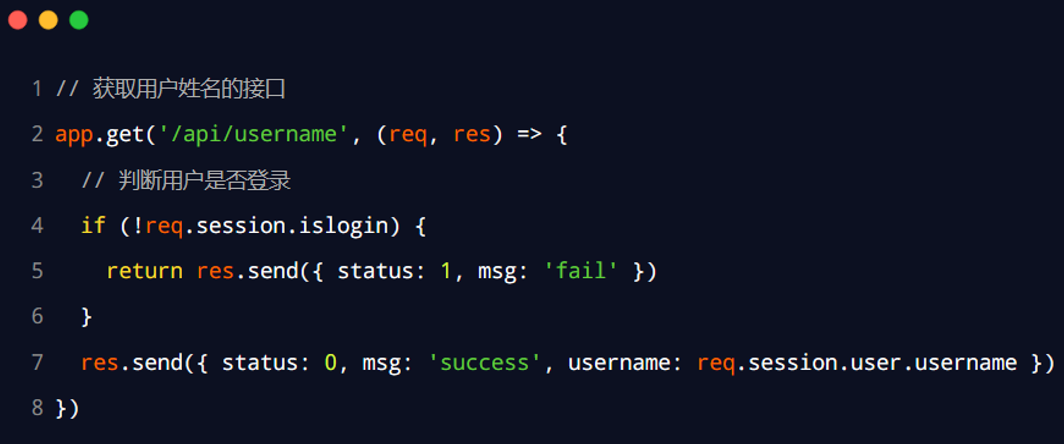 1 // 获取用户姓名的接口
2 app.get('/api/username', (req, res) => {
3   // 判断用户是否登录
4   if (!req.session.islogin) {
5     return res.send({ status: 1, msg: 'fail' })
6   }
7   res.send({ status: 0, msg: 'success', username: req.session.user.username })
8 })